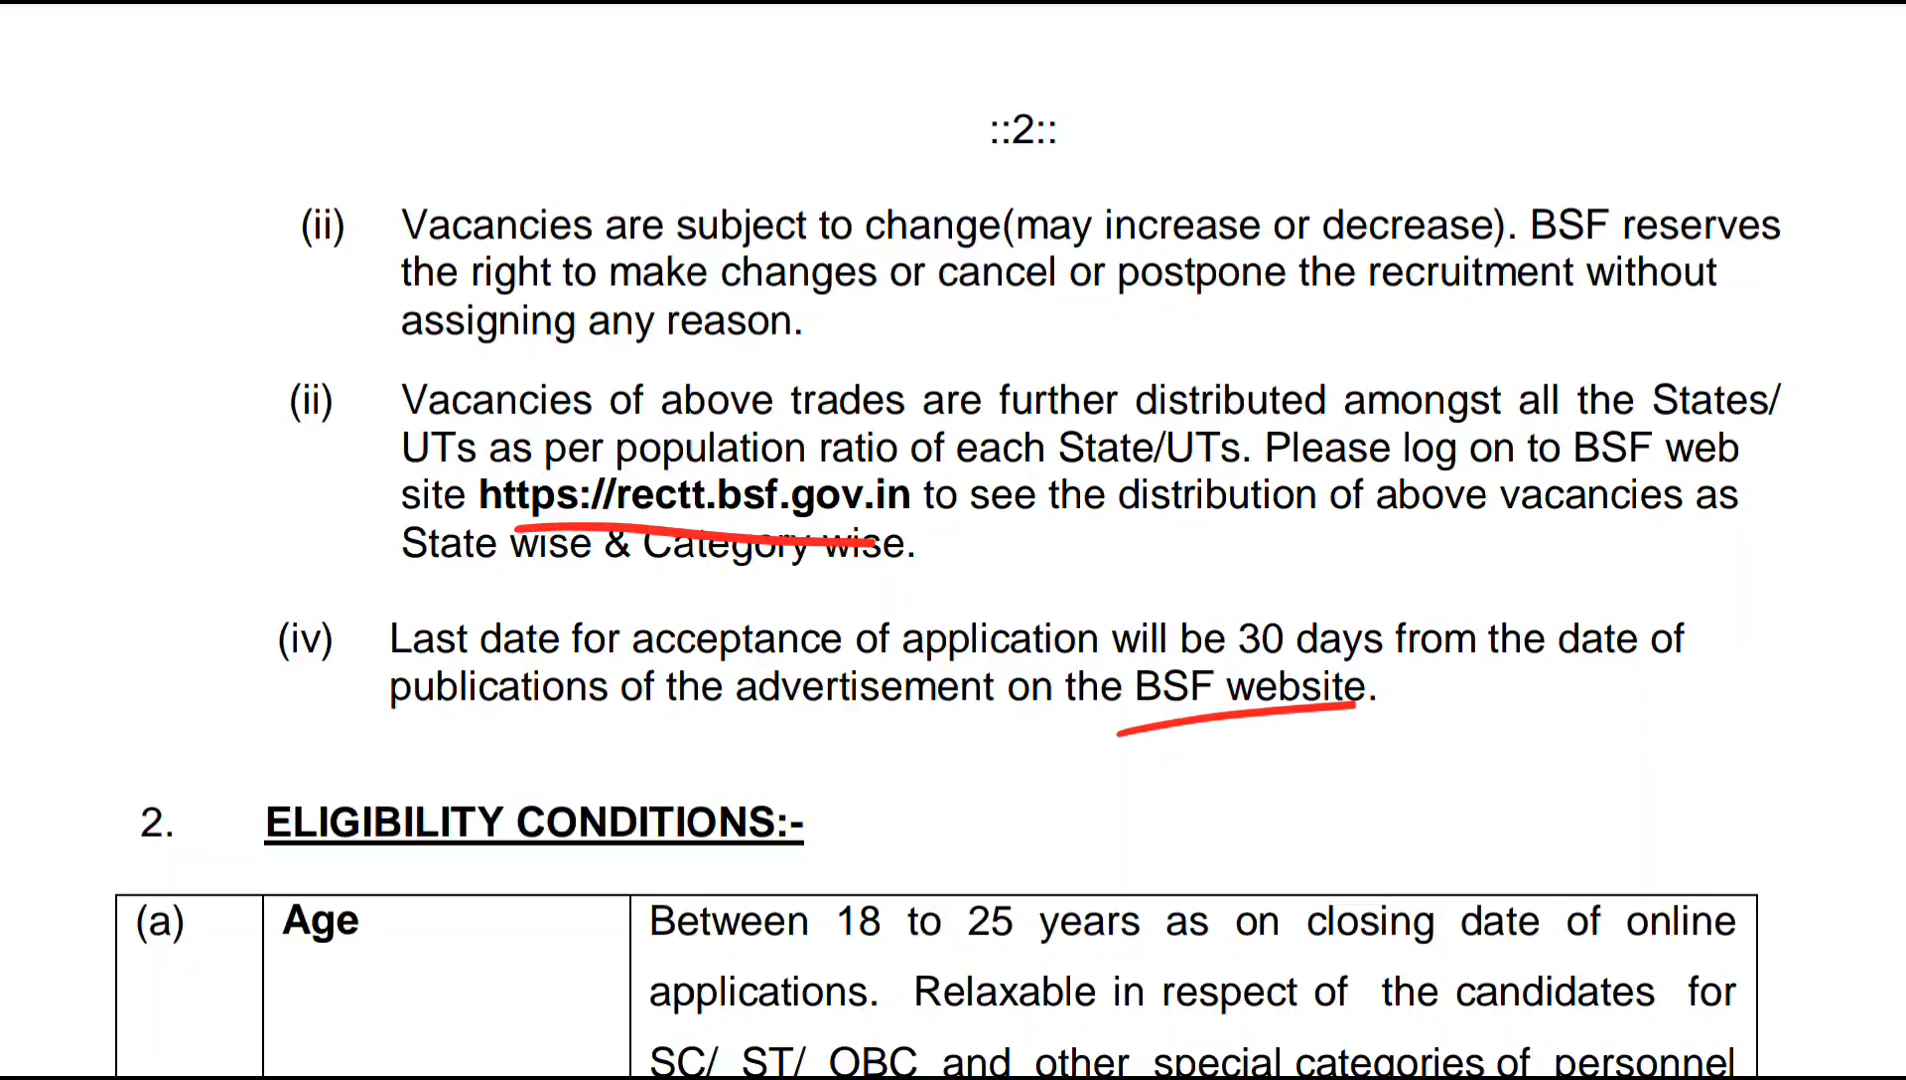 ::2::
(ii) Vacancies are subject to change(may increase or decrease). BSF reserves
the right to make changes or cancel or postpone the recruitment without
assigning any reason.
(ii) Vacancies of above trades are further distributed amongst all the States/
UTs as per population ratio of each State/UTs. Please log on to BSF web
site https://rectt.bsf.gov.in to see the distribution of above vacancies as
State wise & Category wise.
(iv) Last date for acceptance of application will be 30 days from the date of
publications of the advertisement on the BSF website.
2. ELIGIBILITY CONDITIONS:-
(a) Age Between 18 to 25 years as on closing date of online
applications. Relaxable in respect of the candidates for
SC/ ST/ OBC and other special categories of personnel